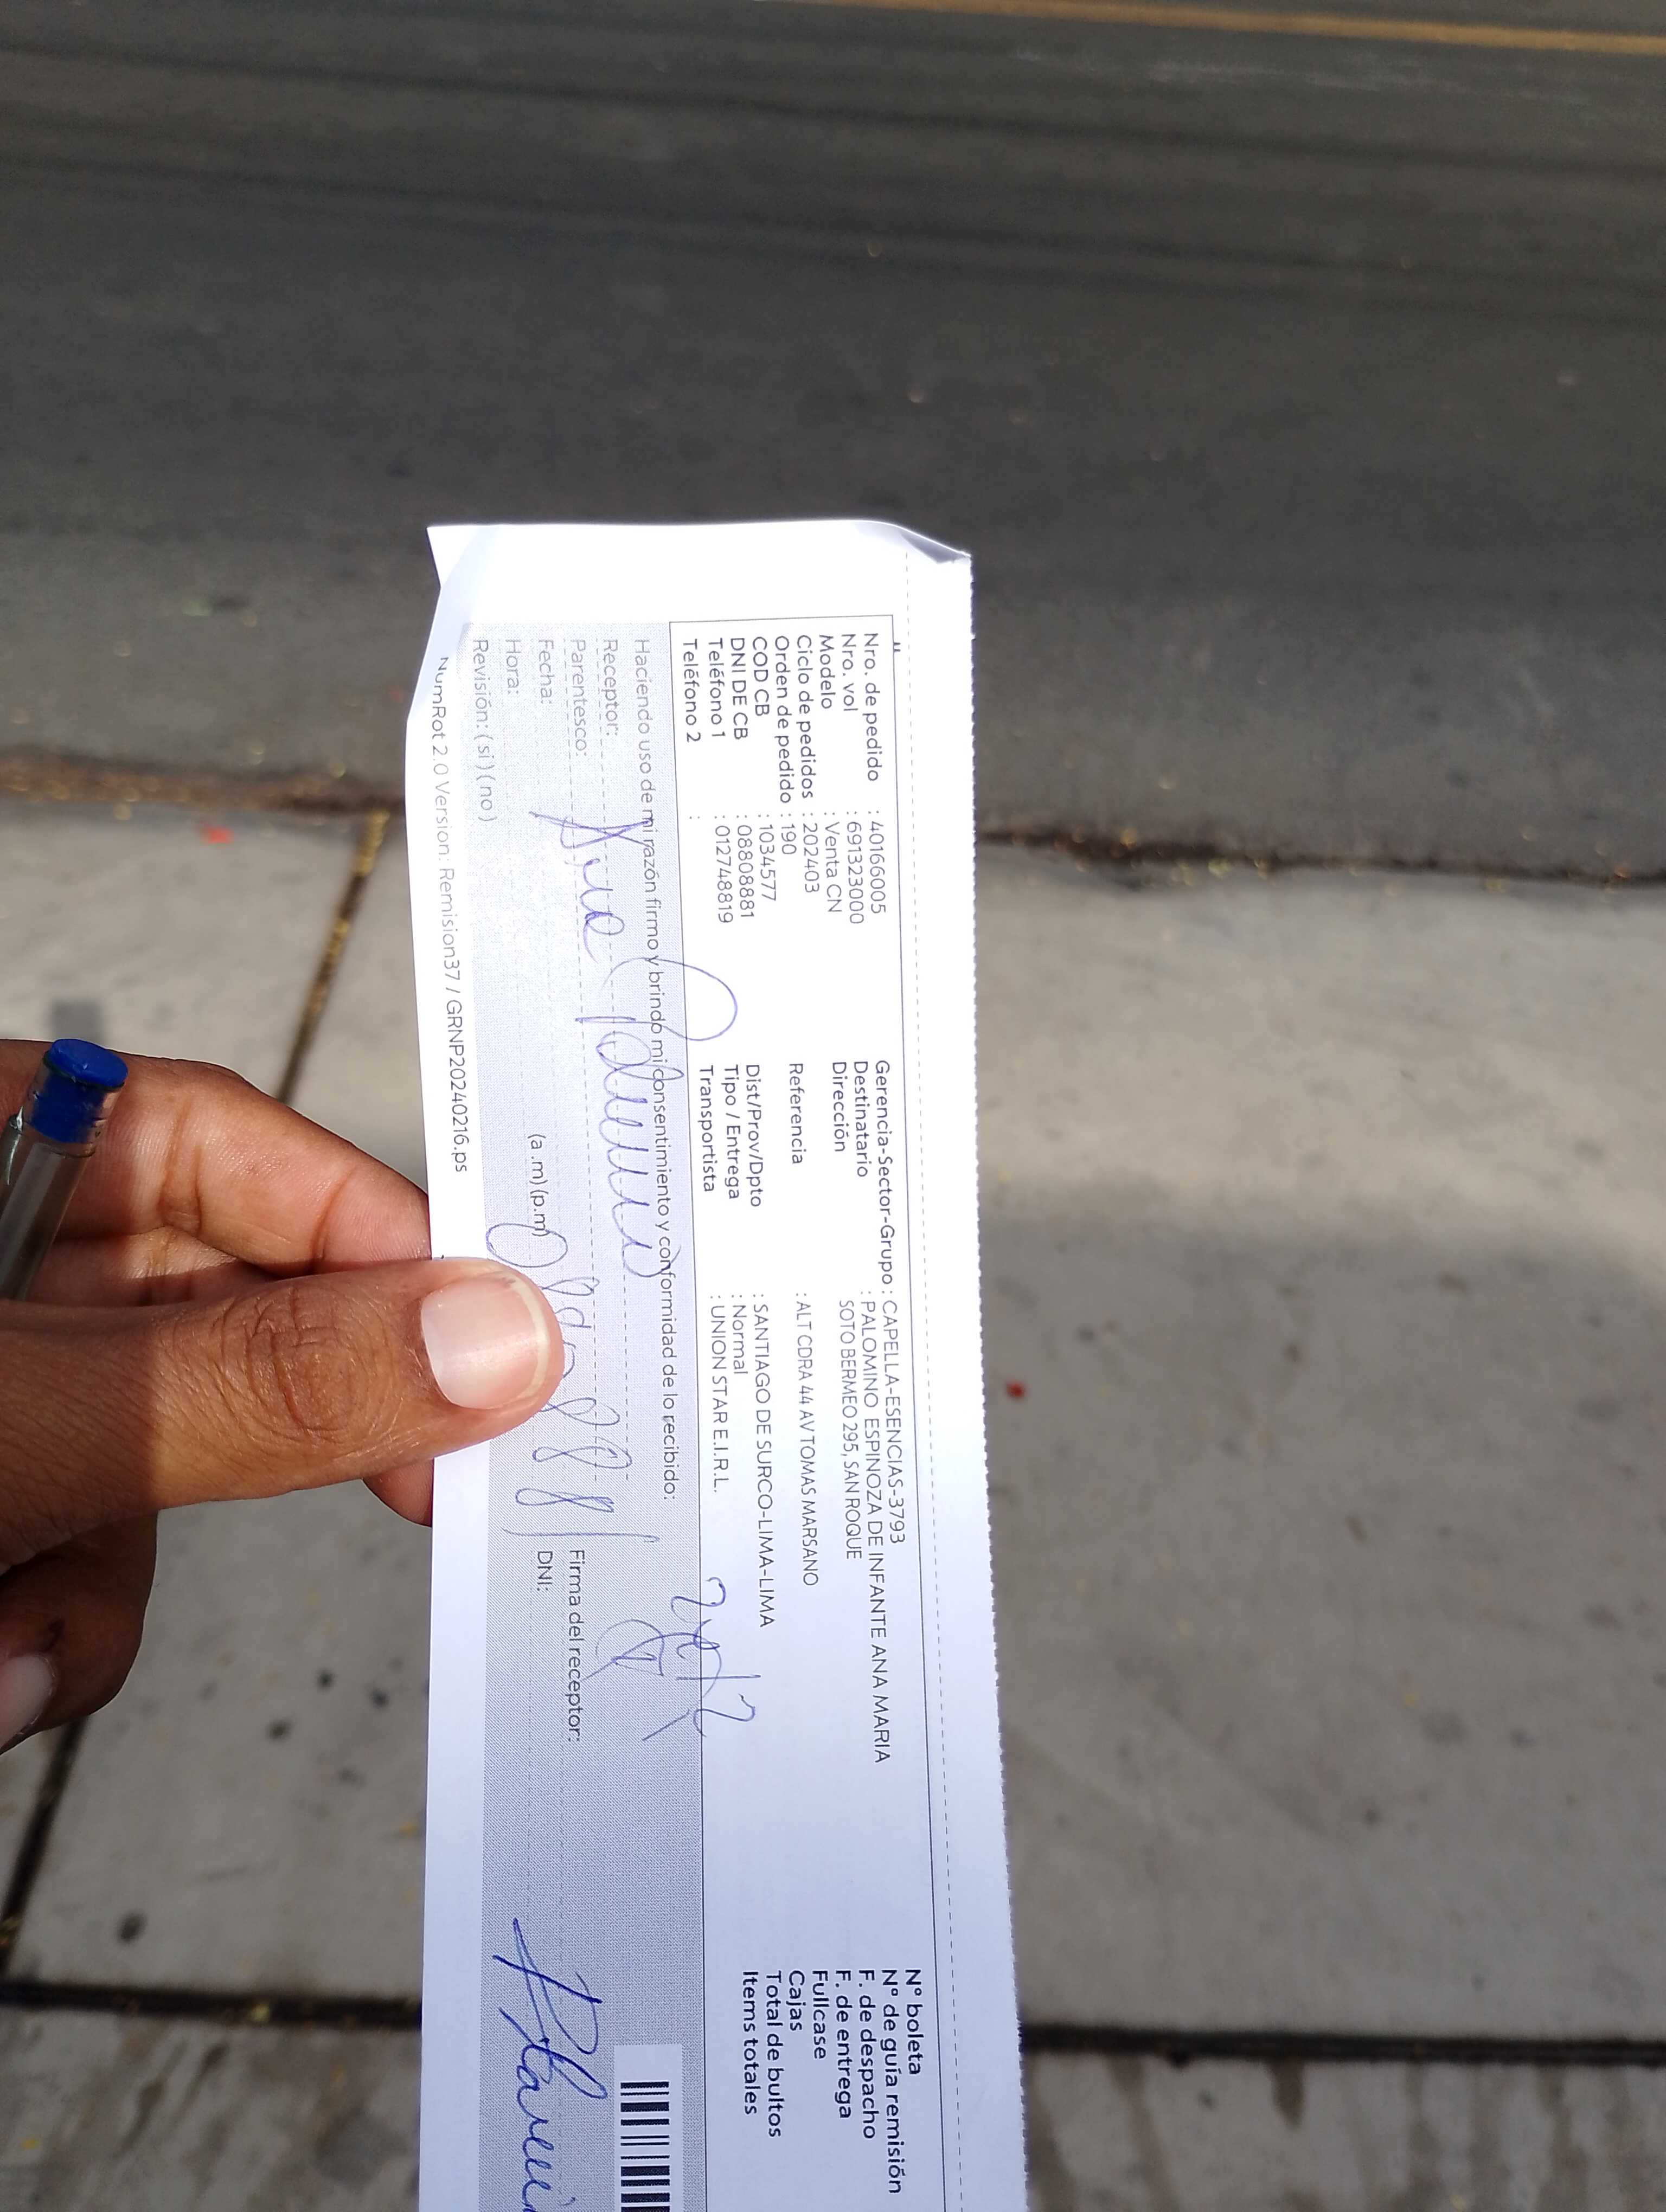 Nro. de pedido : 40166005
Nro. vol : 691323000
Modelo : Venta CN
Ciclo de pedidos : 202403
Orden de pedido : 190
COD CB : 1034577
DNI DE CB : 08808881
Teléfono 1 : 012748819
Teléfono 2 :
Gerencia-Sector-Grupo : CAPELLA-ESENCIAS-3793
Destinatario : PALOMINO ESPINOZA DE INFANTE ANA MARIA
Dirección SOTO BERMEO 295, SAN ROQUE
Referencia : ALT CDRA 44 AV TOMAS MARSANO
Dist/Prov/Dpto : SANTIAGO DE SURCO-LIMA-LIMA
Tipo / Entrega : Normal
Transportista : UNION STAR E.I.R.L.
N° boleta
N° de guía remisión
F. de despacho
F. de entrega
Fullcase
Cajas
Total de bultos
Items totales
Haciendo uso de mi razón firmo y brindo mi consentimiento y conformidad de lo recibido:
Receptor:
Parentesco:
Fecha:
Hora: (a.m)(p.m)
Revisión: (si)(no)
Firma del receptor:
DNI:
NumRot 2.0 Version: Remision37 / GRNP20240216.ps